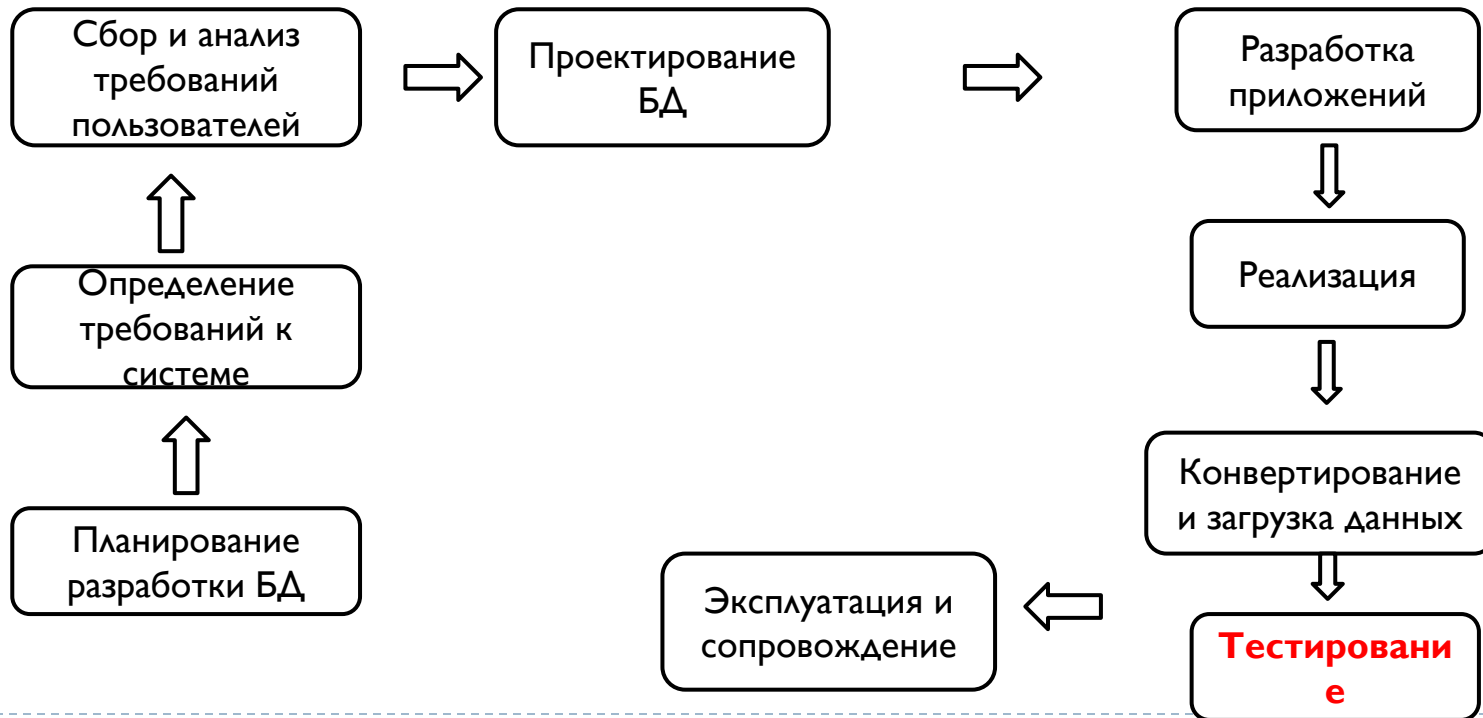 Сбор и анализ
требований
пользователей
Проектирование
БД
Разработка
приложений
Определение
требований к
системе
Реализация
Планирование
разработки БД
Конвертирование
и загрузка данных
Эксплуатация и
сопровождение
Тестировани
е